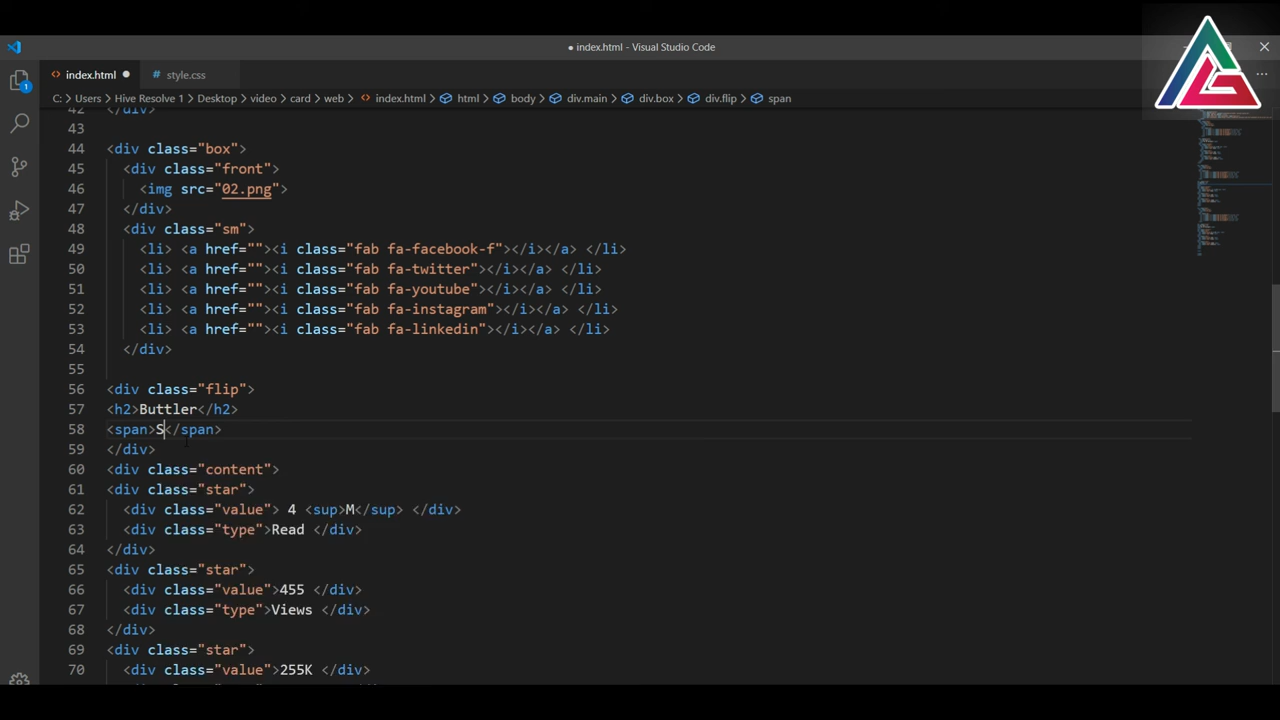 ● index.html - Visual Studio Code
index.html ● # style.css
C: > Users > Hive Resolve 1 > Desktop > video > card > web > index.html > html > body > div.main > div.box > div.flip > span
42 </div>
43
44 <div class="box">
45 <div class="front">
46 <img src="02.png">
47 </div>
48 <div class="sm">
49 <li> <a href=""><i class="fab fa-facebook-f"></i></a> </li>
50 <li> <a href=""><i class="fab fa-twitter"></i></a> </li>
51 <li> <a href=""><i class="fab fa-youtube"></i></a> </li>
52 <li> <a href=""><i class="fab fa-instagram"></i></a> </li>
53 <li> <a href=""><i class="fab fa-linkedin"></i></a> </li>
54 </div>
55
56 <div class="flip">
57 <h2>Buttler</h2>
58 <span>S</span>
59 </div>
60 <div class="content">
61 <div class="star">
62 <div class="value"> 4 <sup>M</sup> </div>
63 <div class="type">Read </div>
64 </div>
65 <div class="star">
66 <div class="value">455 </div>
67 <div class="type">Views </div>
68 </div>
69 <div class="star">
70 <div class="value">255K </div>
1